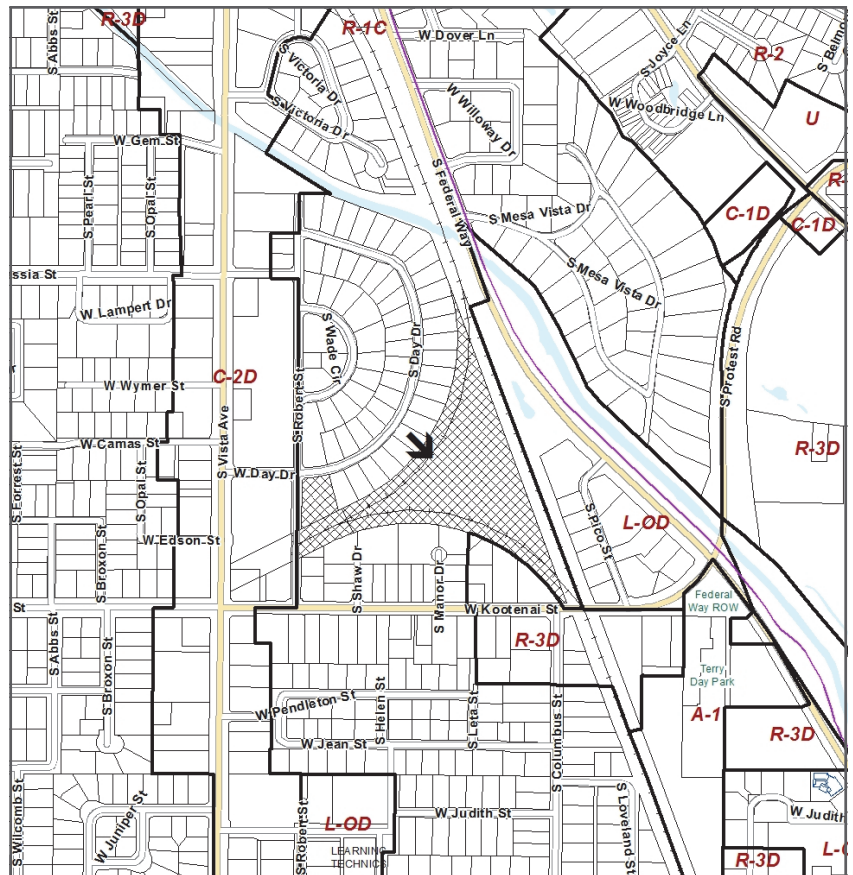 R-3D
R-1C
W Dover Ln
S Abbs St
S Victoria Dr
S Joyce Ln
R-2
S Belmo
S Victoria Dr
W Willoway Dr
W Woodbridge Ln
U
W Gem St
S Federal Way
R-
S Pearl St
S Opal St
S Mesa Vista Dr
C-1D
C-1D
ssia St
S Mesa Vista Dr
W Lampert Dr
S Wade Cir
S Day Dr
S Protest Rd
C-2D
W Wymer St
S Robert St
S Vista Ave
W Camas St
R-3D
S Forrest St
S Opal St
W Day Dr
S Pico St
L-OD
W Edson St
S Broxon St
S Shaw Dr
S Manor Dr
Federal
Way ROW
St
W Kootenai St
S Abbs St
R-3D
Terry
Day Park
S Broxon St
W Pendleton St
S Helen St
S Leta St
S Columbus St
A-1
R-3D
W Jean St
S Wilcomb St
W Juniper St
S Robert St
L-OD
W Judith St
S Loveland St
W Judith
LEARNING
TECHNICS
R-3D
L-O